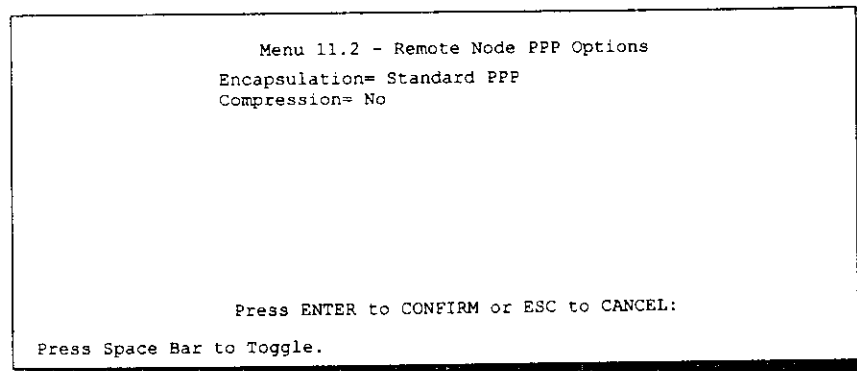 Menu 11.2 - Remote Node PPP Options
Encapsulation= Standard PPP
Compression= No
Press ENTER to CONFIRM or ESC to CANCEL:
Press Space Bar to Toggle.